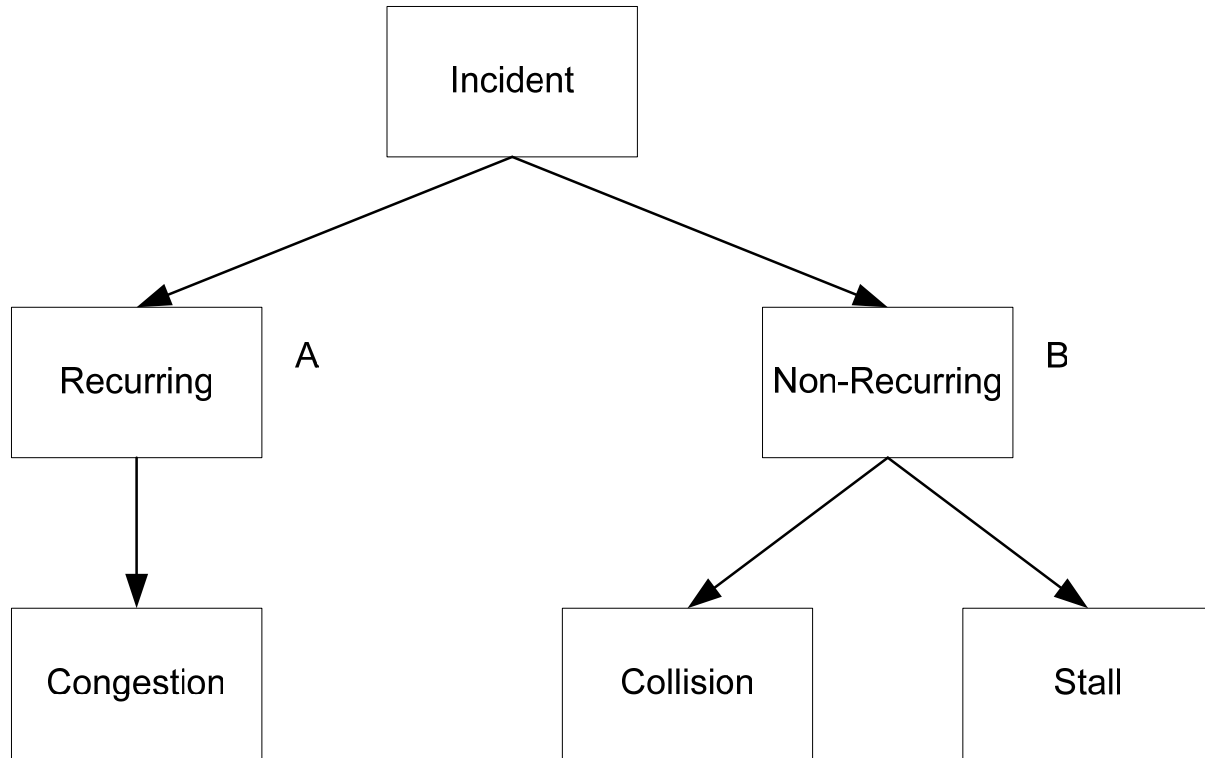 Incident
Recurring
A
Non-Recurring
B
Congestion
Collision
Stall